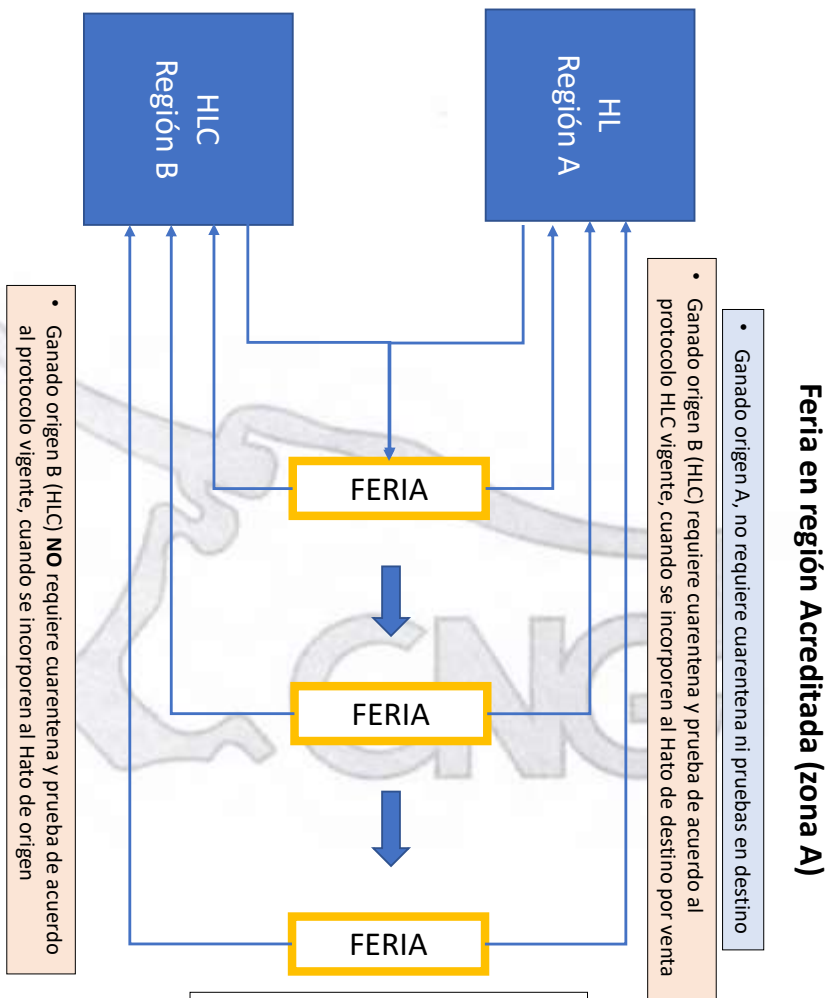 Feria en región Acreditada (zona A)
• Ganado origen A, no requiere cuarentena ni pruebas en destino
• Ganado origen B (HLC) requiere cuarentena y prueba de acuerdo al
protocolo HLC vigente, cuando se incorporen al Hato de destino por venta
HL
Región A
HLC
Región B
FERIA
FERIA
FERIA
CNG
• Ganado origen B (HLC) NO requiere cuarentena y prueba de acuerdo
al protocolo vigente, cuando se incorporen al Hato de origen